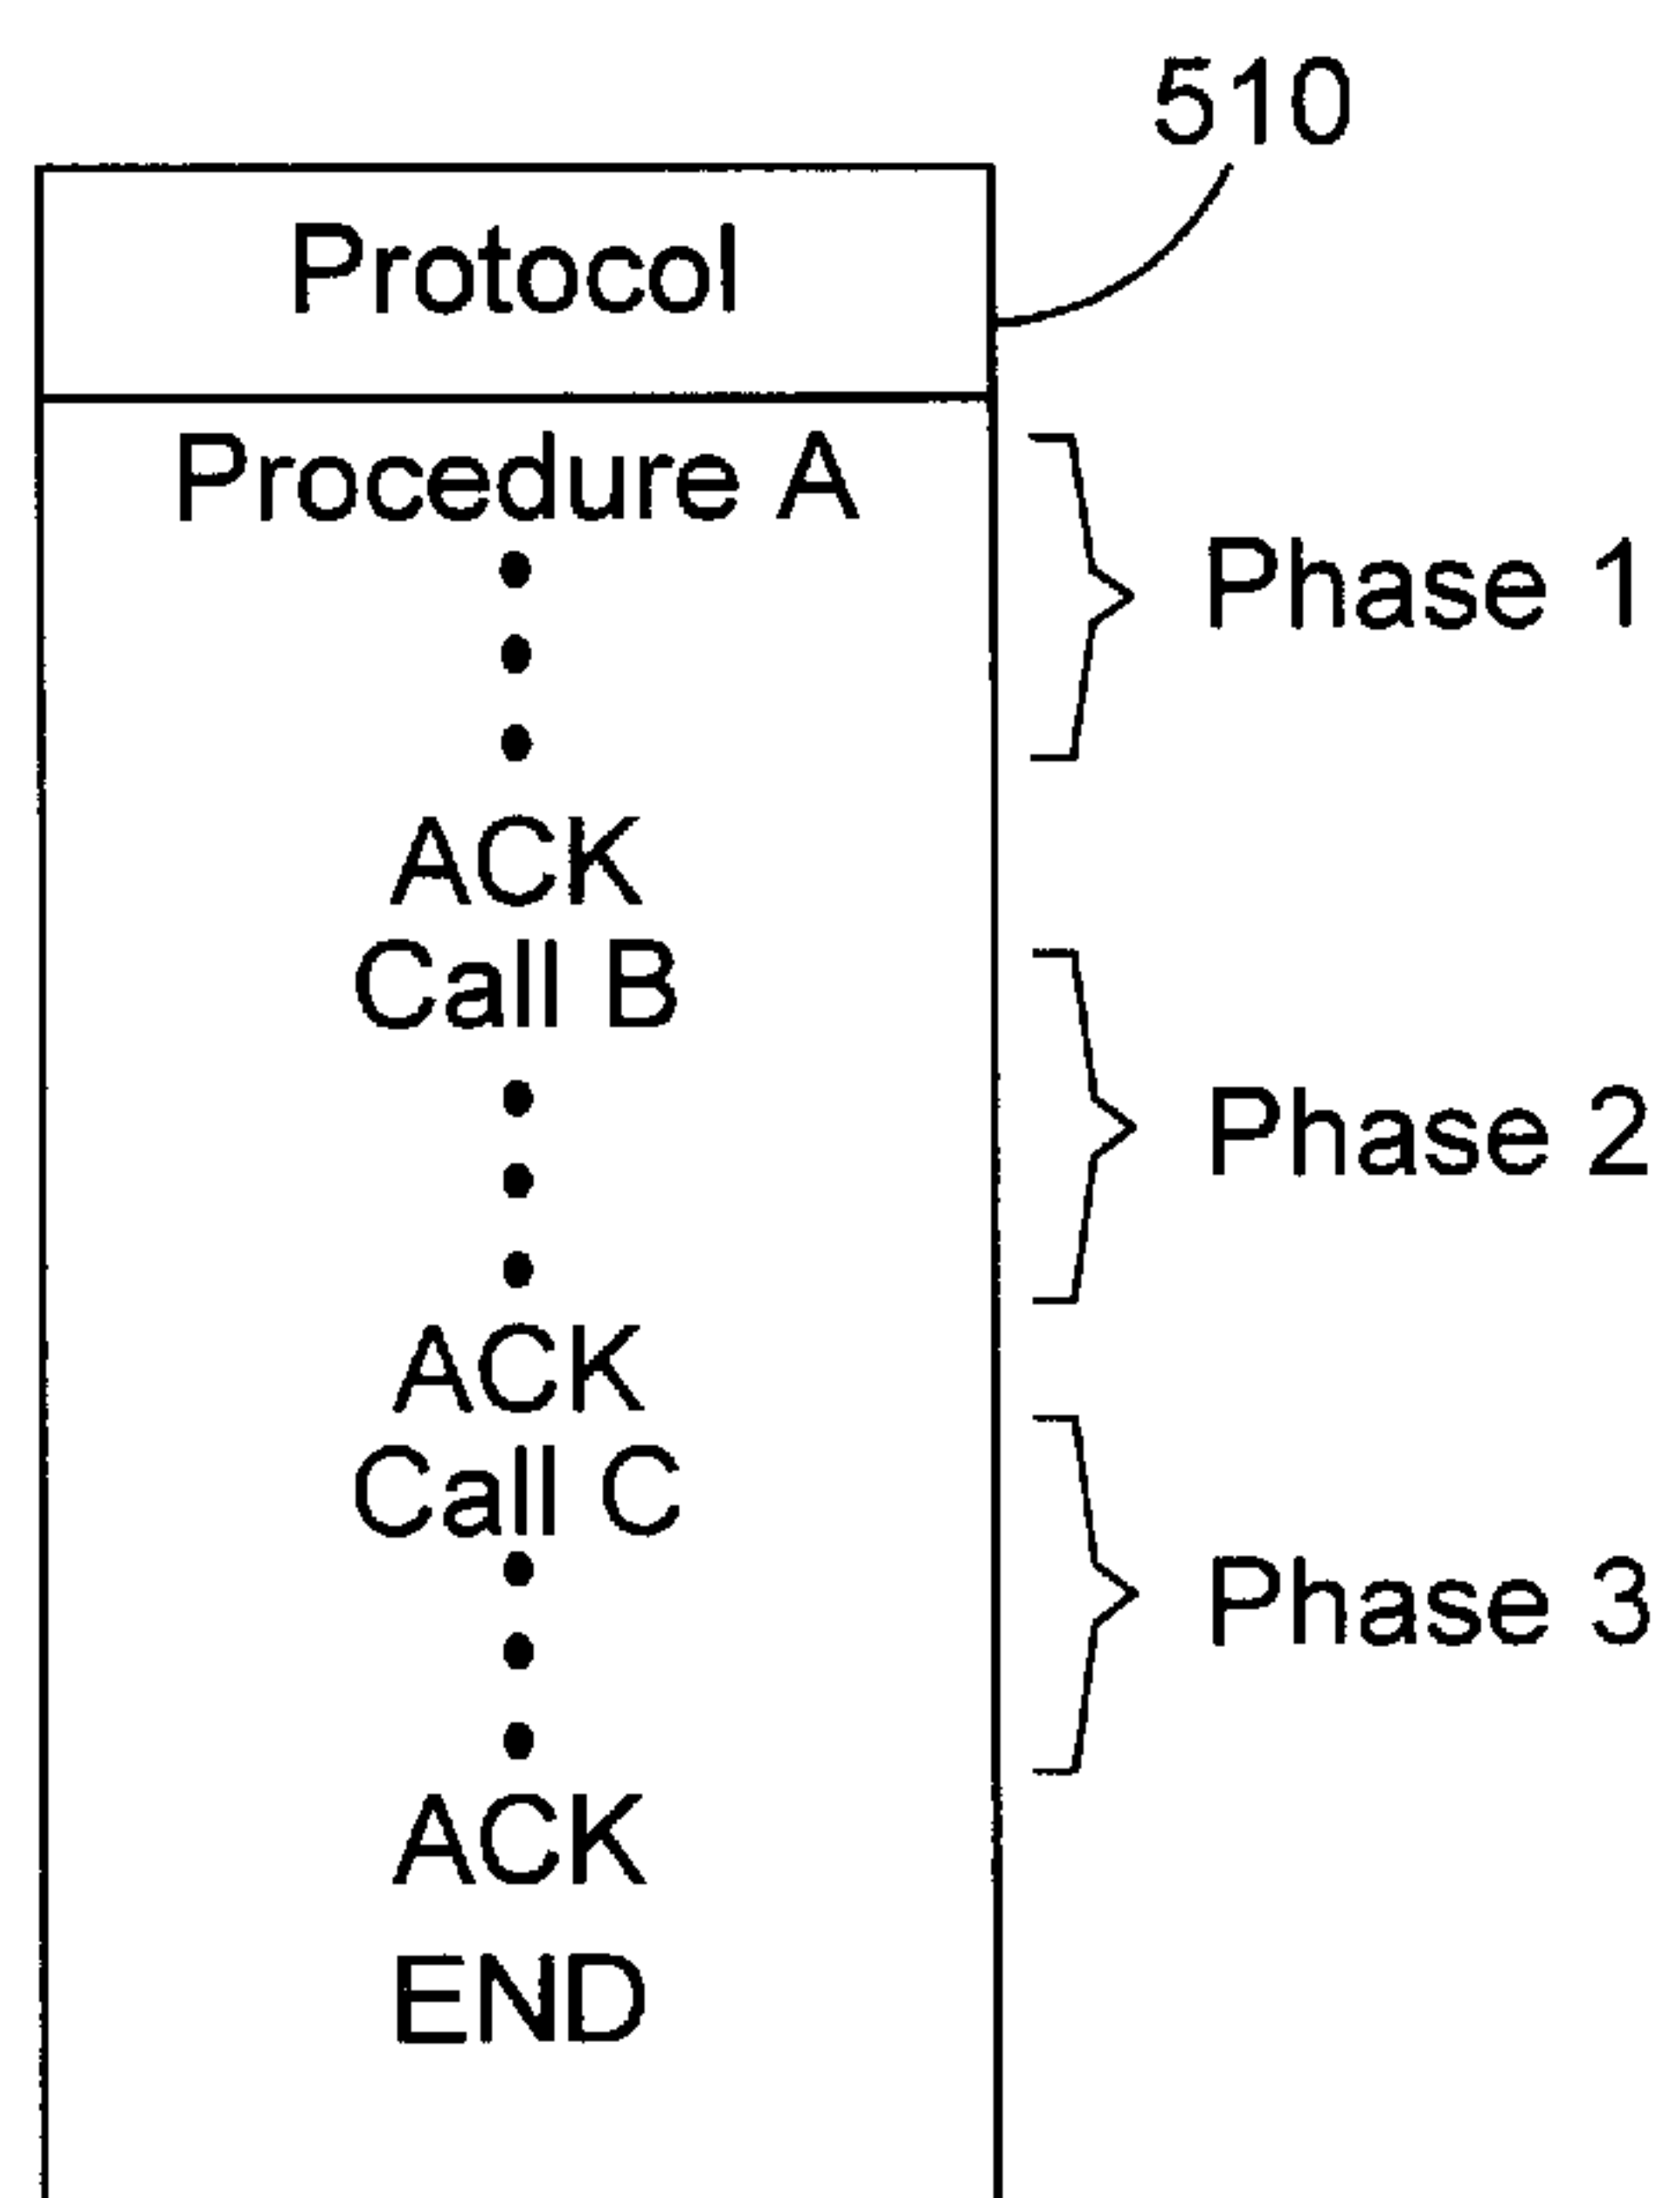 510
Protocol
Procedure A
Phase 1
ACK
Call B
Phase 2
ACK
Call C
Phase 3
ACK
END